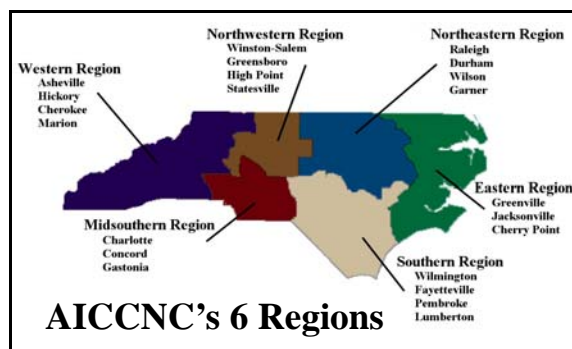 Northwestern Region
Winston-Salem
Greensboro
High Point
Statesville
Northeastern Region
Raleigh
Durham
Wilson
Garner
Western Region
Asheville
Hickory
Cherokee
Marion
Eastern Region
Greenville
Jacksonville
Cherry Point
Midsouthern Region
Charlotte
Concord
Gastonia
Southern Region
Wilmington
Fayetteville
Pembroke
Lumberton
AICCNC's 6 Regions